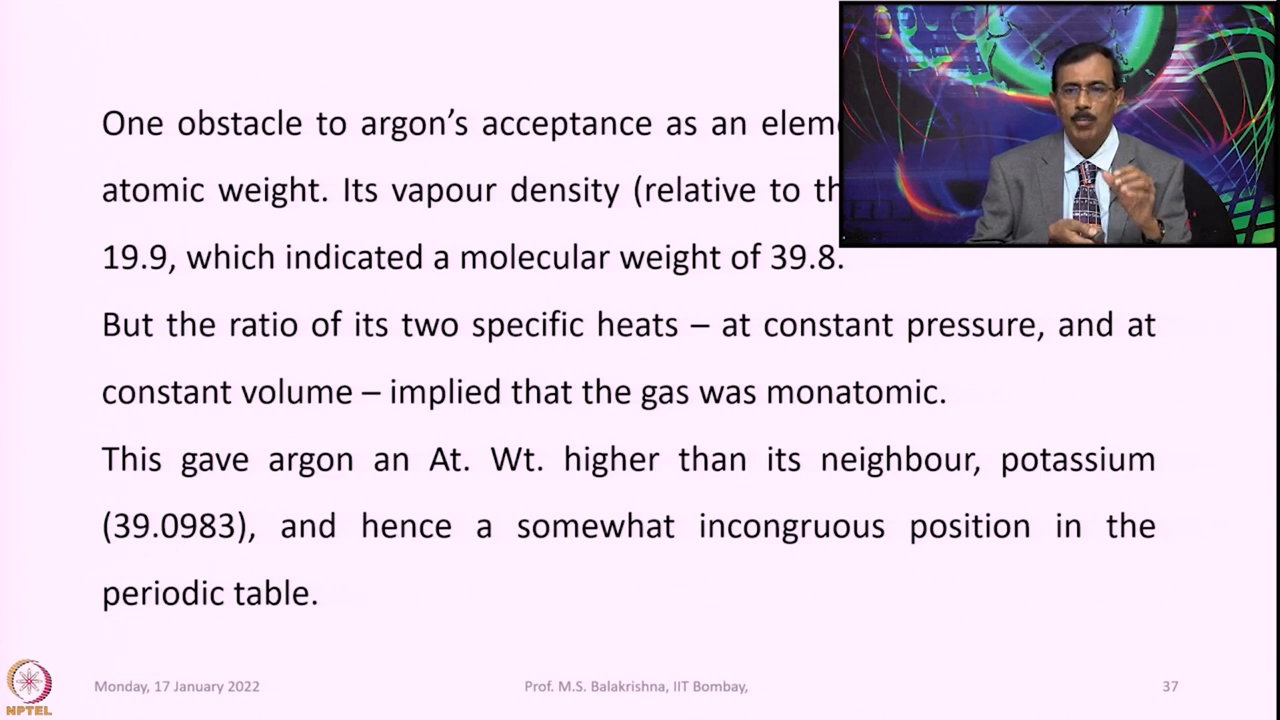 One obstacle to argon’s acceptance as an
atomic weight. Its vapour density (relative to
19.9, which indicated a molecular weight of 39.8.
But the ratio of its two specific heats – at constant pressure, and at
constant volume – implied that the gas was monatomic.
This gave argon an At. Wt. higher than its neighbour, potassium
(39.0983), and hence a somewhat incongruous position in the
periodic table.
NPTEL
Monday, 17 January 2022
Prof. M.S. Balakrishna, IIT Bombay,
37